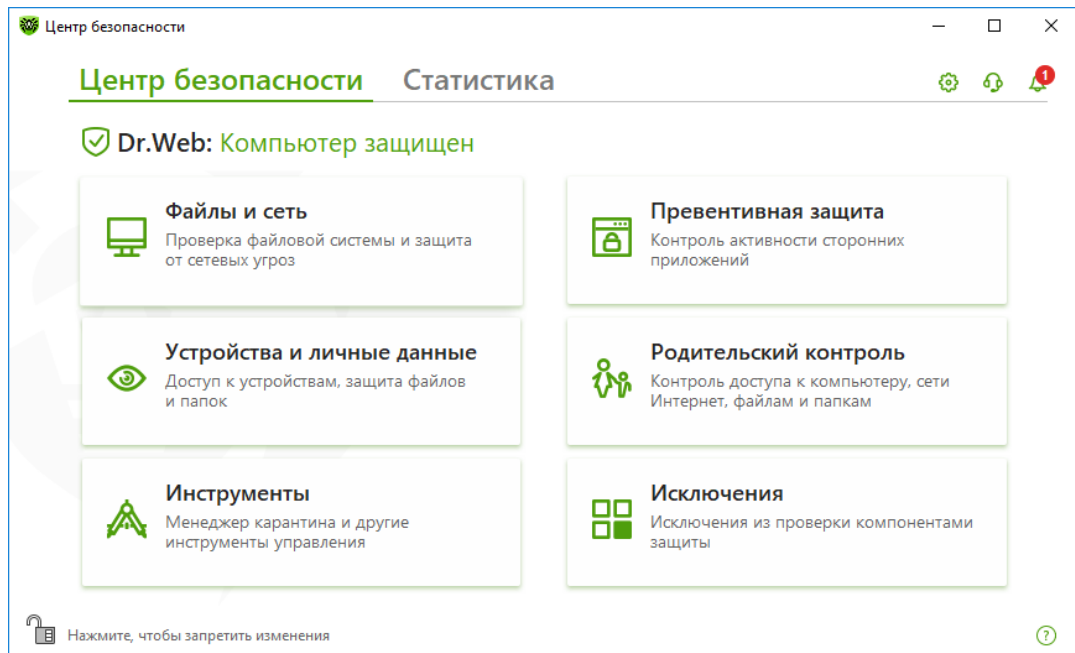 Центр безопасности
Центр безопасности Статистика
1
Dr.Web: Компьютер защищен
Файлы и сеть
Проверка файловой системы и защита
от сетевых угроз
Превентивная защита
Контроль активности сторонних
приложений
Устройства и личные данные
Доступ к устройствам, защита файлов
и папок
Родительский контроль
Контроль доступа к компьютеру, сети
Интернет, файлам и папкам
Инструменты
Менеджер карантина и другие
инструменты управления
Исключения
Исключения из проверки компонентами
защиты
Нажмите, чтобы запретить изменения
?